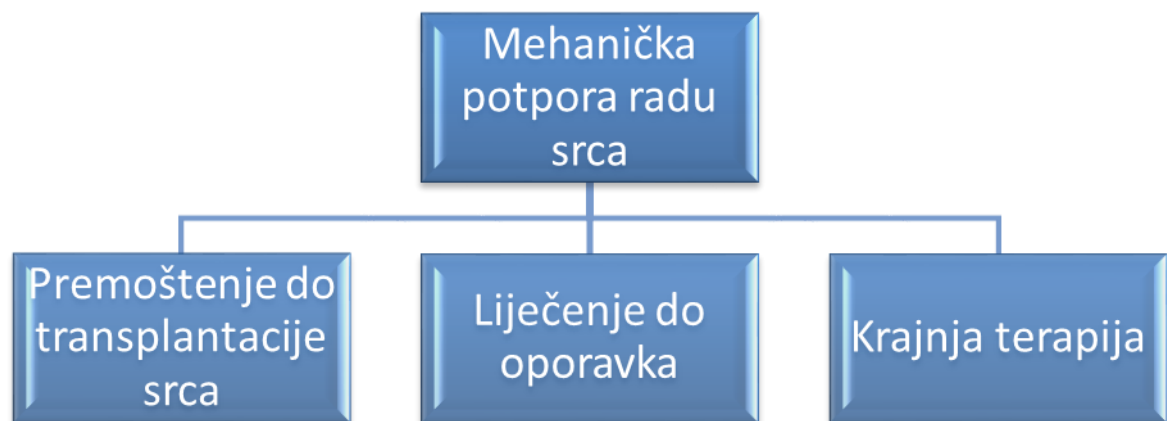 Mehanička
potpora radu
srca
Premoštenje do
transplantacije
srca
Liječenje do
oporavka
Krajnja terapija